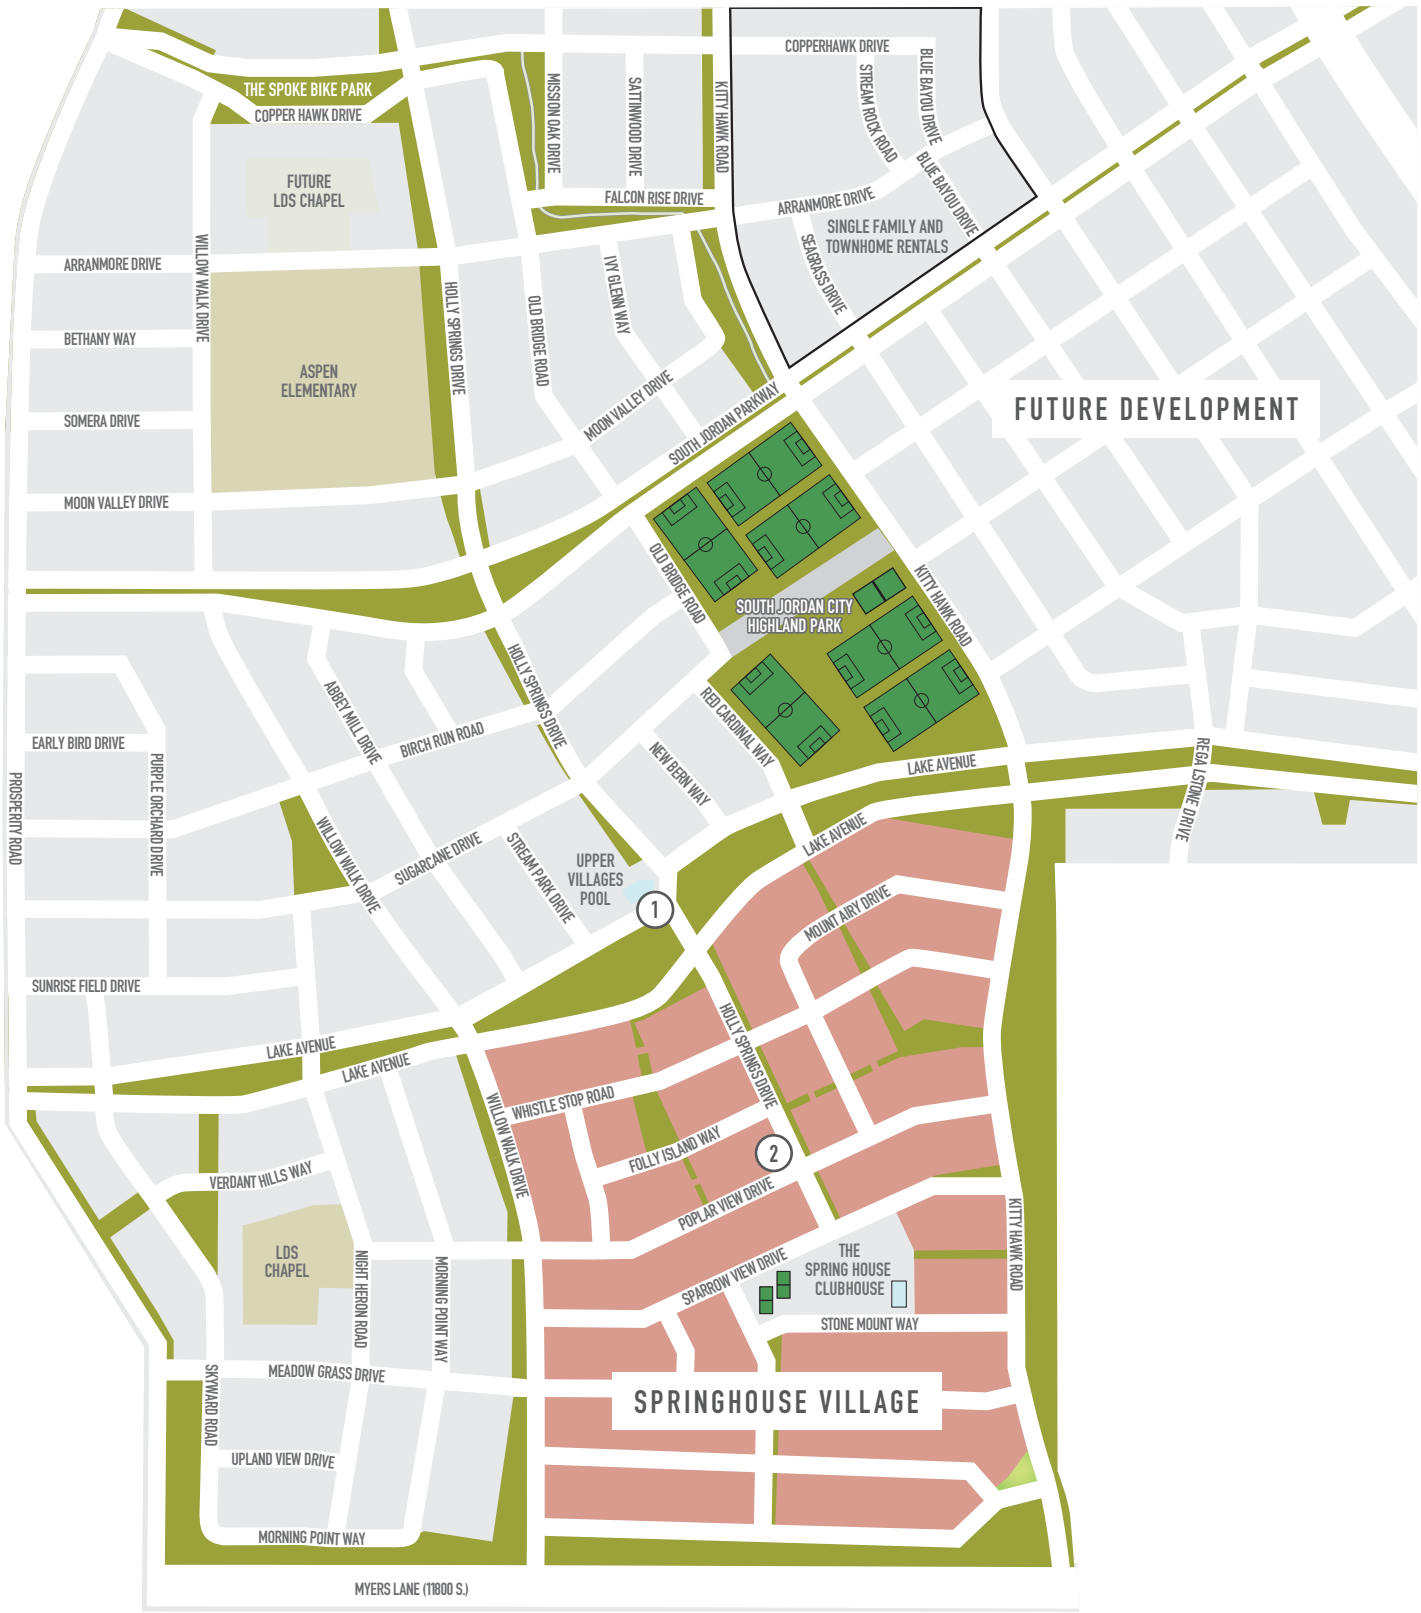 COPPERHAWK DRIVE
BLUE BAYOU DRIVE
STREAM ROCK ROAD
MISSION OAK DRIVE
SATTINWOOD DRIVE
KITTY HAWK ROAD
THE SPOKE BIKE PARK
COPPER HAWK DRIVE
BLUE BAYOU DRIVE
FUTURE
LDS CHAPEL
FALCON RISE DRIVE
ARRANMORE DRIVE
SINGLE FAMILY AND
TOWNHOME RENTALS
SEAGRASS DRIVE
ARRANMORE DRIVE
WILLOW WALK DRIVE
HOLLY SPRINGS DRIVE
OLD BRIDGE ROAD
IVY GLENN WAY
BETHANY WAY
ASPEN
ELEMENTARY
MOON VALLEY DRIVE
SOUTH JORDAN PARKWAY
FUTURE DEVELOPMENT
SOMERA DRIVE
MOON VALLEY DRIVE
OLD BRIDGE ROAD
KITTY HAWK ROAD
SOUTH JORDAN CITY
HIGHLAND PARK
HOLLY SPRINGS DRIVE
ABBEY MILL DRIVE
BIRCH RUN ROAD
RED CARDINAL WAY
NEW BERN WAY
EARLY BIRD DRIVE
PURPLE ORCHARD DRIVE
PROSPERITY ROAD
LAKE AVENUE
REGALSTONE DRIVE
WILLOW WALK DRIVE
SUGARCANE DRIVE
STREAM PARK DRIVE
LAKE AVENUE
UPPER
VILLAGES
POOL
1
MOUNT AIRY DRIVE
SUNRISE FIELD DRIVE
LAKE AVENUE
LAKE AVENUE
HOLLY SPRINGS DRIVE
WILLOW WALK DRIVE
WHISTLE STOP ROAD
FOLLY ISLAND WAY
2
VERDANT HILLS WAY
POPLAR VIEW DRIVE
KITTY HAWK ROAD
LDS
CHAPEL
NIGHT HERON ROAD
MORNING POINT WAY
SPARROW VIEW DRIVE
THE
SPRING HOUSE
CLUBHOUSE
STONE MOUNT WAY
SKYWARD ROAD
MEADOW GRASS DRIVE
SPRINGHOUSE VILLAGE
UPLAND VIEW DRIVE
MORNING POINT WAY
MYERS LANE (11800 S.)